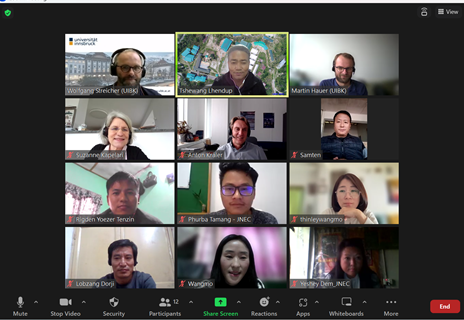 View
universität
innsbruck
Wolfgang Streicher (UIBK)
Tshewang Lhendup
Martin Hauer (UIBK)
Suzanne Kapelari
Anton Kraler
Samten
Rigden Yoezer Tenzin
Phurba Tamang - JNEC
thinleywangmo
Lobzang Dorji
Wangmo
Yeshey Dem_JNEC
Mute
Stop Video
Security
Participants
12
Share Screen
Reactions
Apps
Whiteboards
More
End